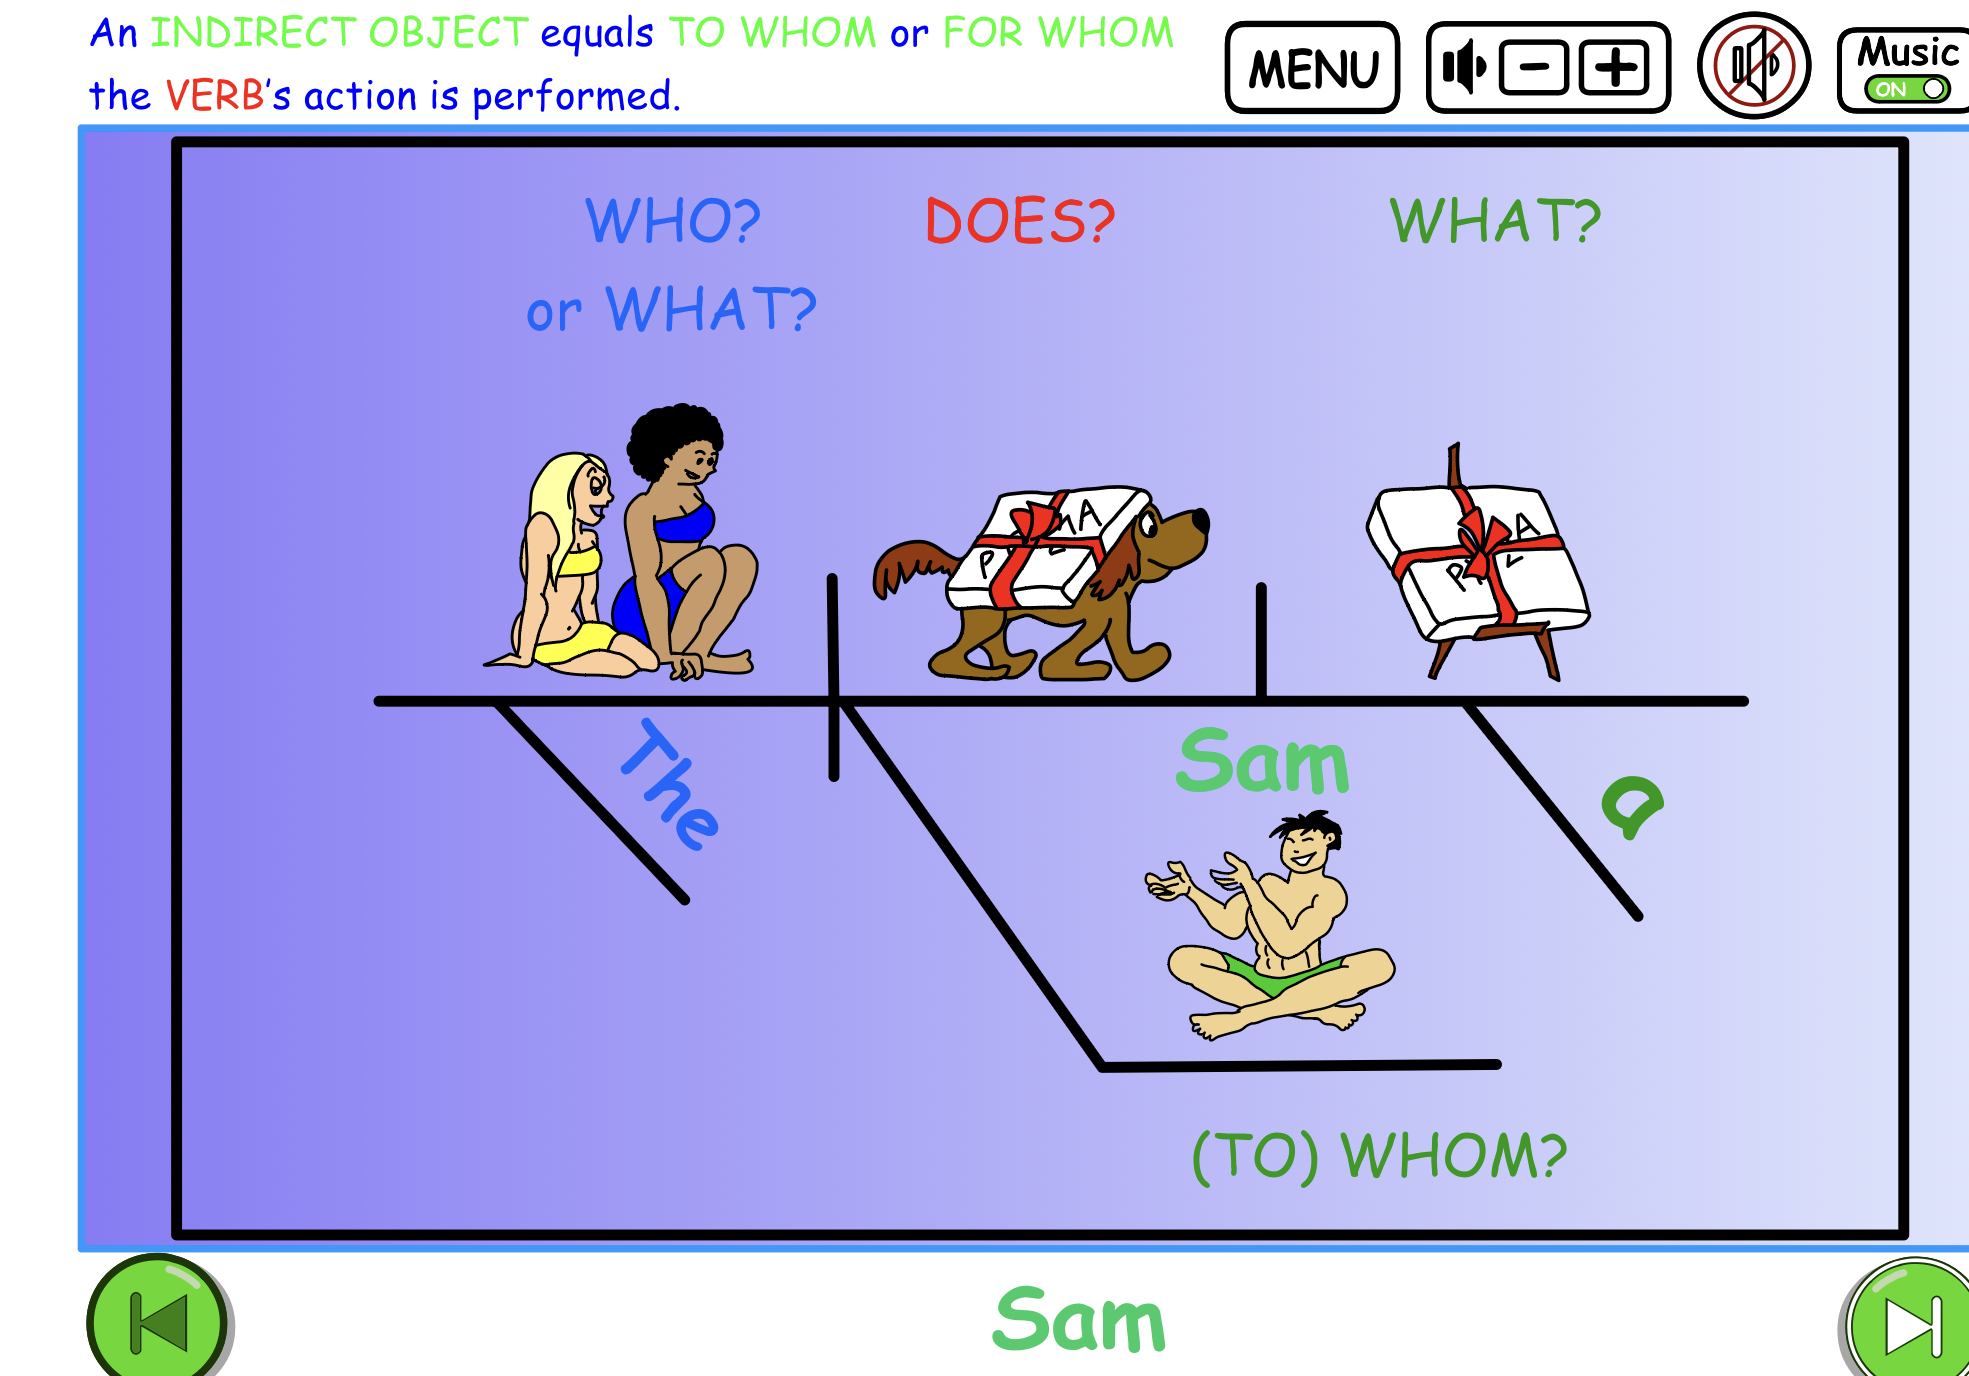 An INDIRECT OBJECT equals TO WHOM or FOR WHOM
the VERB's action is performed.
MENU
Music
ON
WHO?
or WHAT?
DOES?
WHAT?
The
Sam
a
(TO) WHOM?
Sam